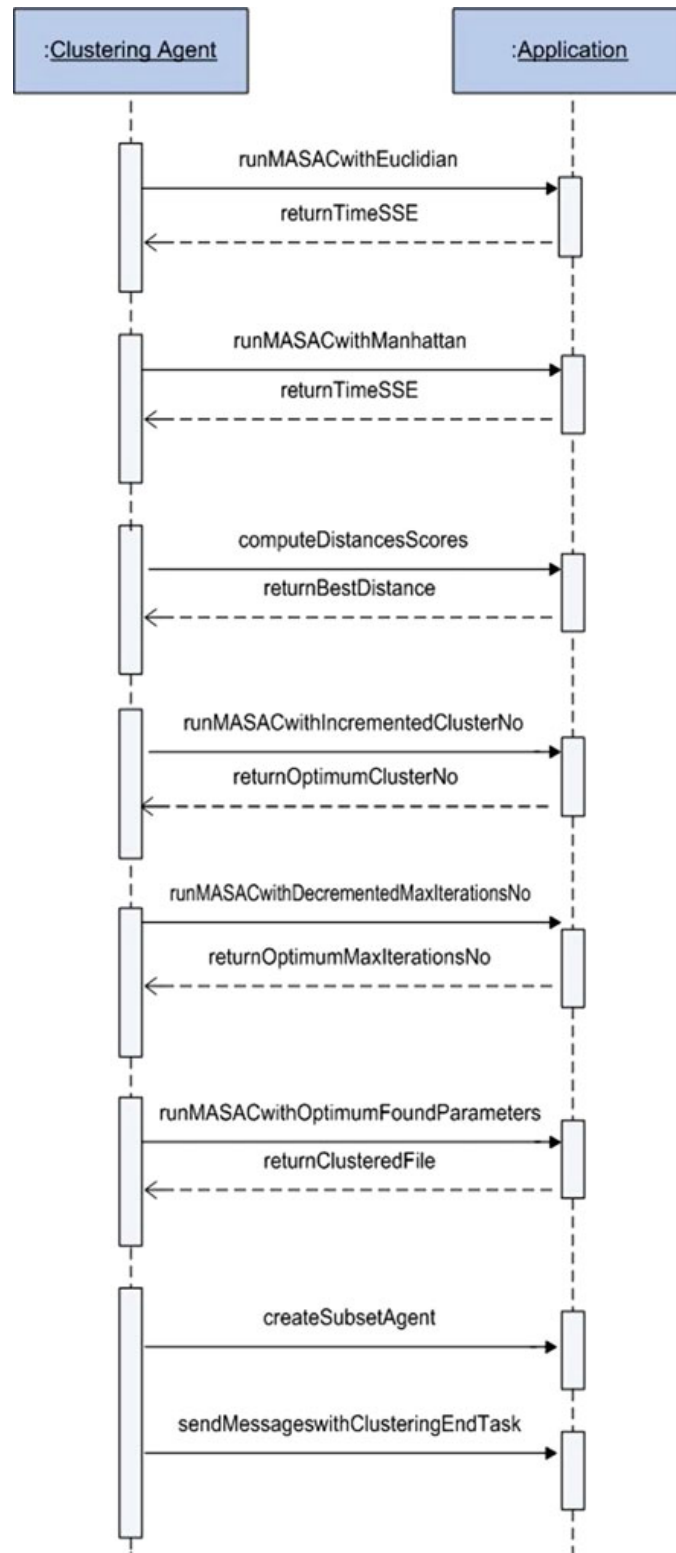 :Clustering Agent
:Application
runMASACwithEuclidian
returnTimeSSE
runMASACwithManhattan
returnTimeSSE
computeDistancesScores
returnBestDistance
runMASACwithIncrementedClusterNo
returnOptimumClusterNo
runMASACwithDecrementedMaxIterationsNo
returnOptimumMaxIterationsNo
runMASACwithOptimumFoundParameters
returnClusteredFile
createSubsetAgent
sendMessageswithClusteringEndTask